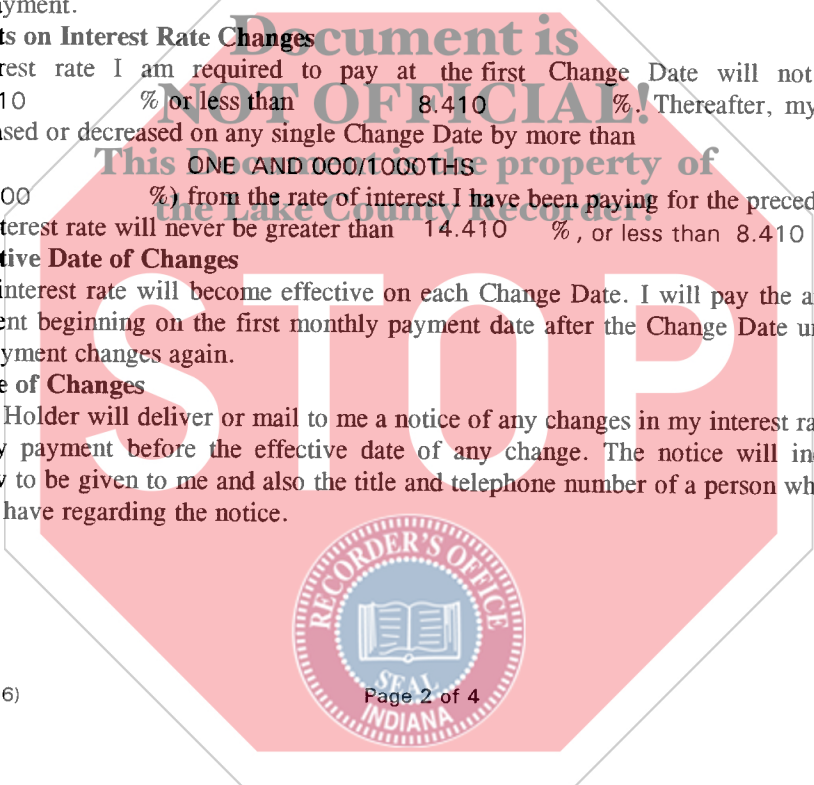 yment.
ts on Interest Rate Changes
rest rate I am required to pay at the first Change Date will not
10 % or less than 8.410 %. Thereafter, my
sed or decreased on any single Change Date by more than
ONE AND 000/1000THS
00 %) from the rate of interest I have been paying for the preced
terest rate will never be greater than 14.410 %, or less than 8.410
tive Date of Changes
interest rate will become effective on each Change Date. I will pay the a
ent beginning on the first monthly payment date after the Change Date u
yment changes again.
e of Changes
Holder will deliver or mail to me a notice of any changes in my interest ra
y payment before the effective date of any change. The notice will in
v to be given to me and also the title and telephone number of a person wh
have regarding the notice.
6)
Page 2 of 4
Document is
NOT OFFICIAL!
This Document is the property of
the Lake County Recorder!
STOP
RECORDER'S OFFICE
SEAL
INDIANA